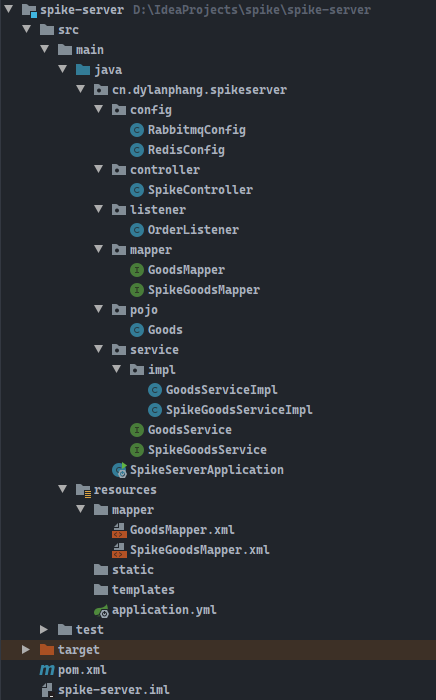 spike-server D:\IdeaProjects\spike\spike-server
src
main
java
cn.dylanphang.spikeserver
config
RabbitmqConfig
RedisConfig
controller
SpikeController
listener
OrderListener
mapper
GoodsMapper
SpikeGoodsMapper
pojo
Goods
service
impl
GoodsServiceImpl
SpikeGoodsServiceImpl
GoodsService
SpikeGoodsService
SpikeServerApplication
resources
mapper
GoodsMapper.xml
SpikeGoodsMapper.xml
static
templates
application.yml
test
target
pom.xml
spike-server.iml